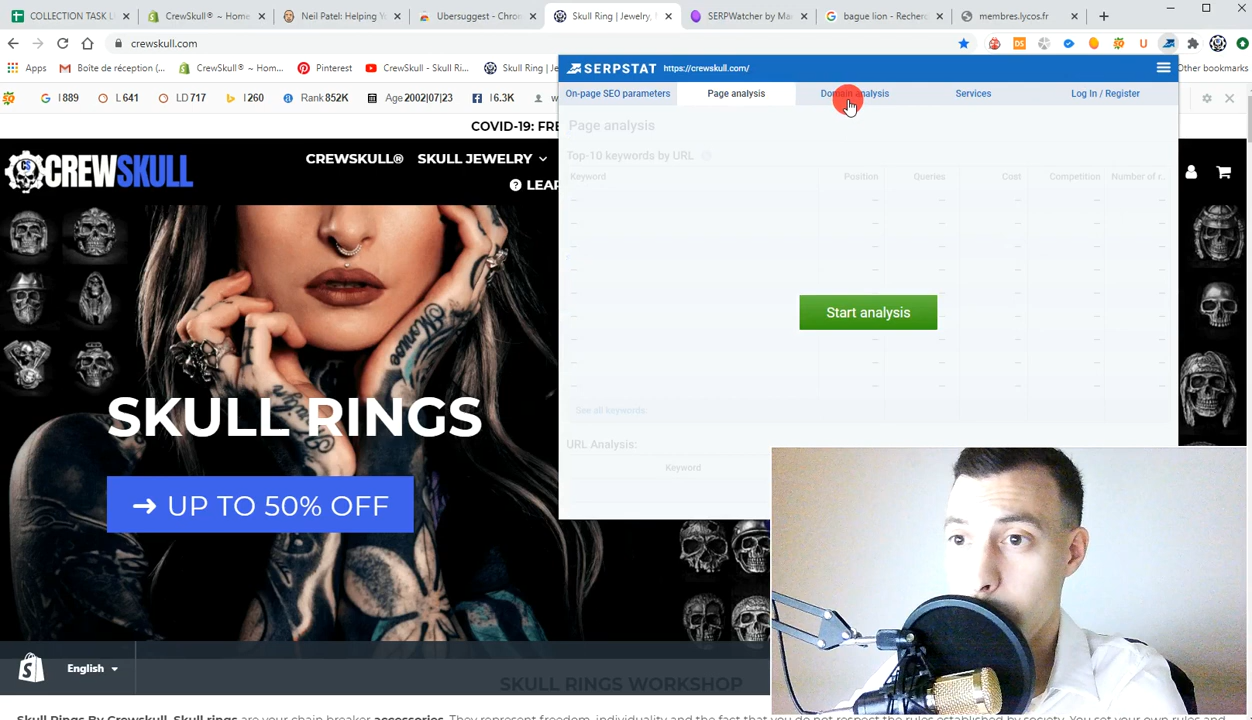 COLLECTION TASK L
CrewSkull® ~ Home
Neil Patel: Helping Y
Ubersuggest - Chron
Skull Ring | Jewelry,
SERPWatcher by Ma
bague lion - Recher
membres.lycos.fr
crewskull.com
Apps
Boîte de réception (...
CrewSkull® ~ Hom...
Pinterest
CrewSkull - Skull Ri...
Skull Ring | Je
Other bookmarks
I 889
L 641
LD 717
I 260
Rank 852K
Age 2002|07|23
I 6.3K
w
SERPSTAT https://crewskull.com/
On-page SEO parameters
Page analysis
Domain analysis
Services
Log In / Register
COVID-19: FRE
Page analysis
Top-10 keywords by URL
Keyword Position Queries Cost Competition Number of r..
CREWSKULL
CREWSKULL®
SKULL JEWELRY
LEAR
Start analysis
See all keywords:
URL Analysis:
Keyword
SKULL RINGS
➔ UP TO 50% OFF
English
SKULL RINGS WORKSHOP
Skull Rings By Crewskull. Skull rings are your chain breaker accessories. They represent freedom, individuality and the fact that you do not respect the rules established by society. You set your own rules and